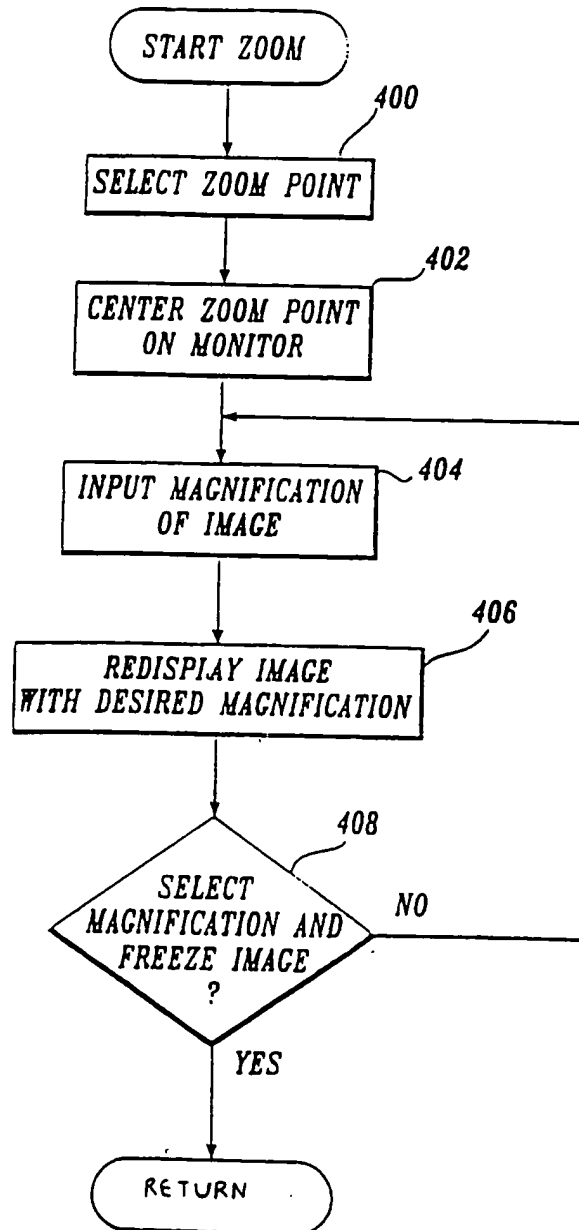 START ZOOM
400
SELECT ZOOM POINT
402
CENTER ZOOM POINT
ON MONITOR
404
INPUT MAGNIFICATION
OF IMAGE
406
REDISPLAY IMAGE
WITH DESIRED MAGNIFICATION
408
SELECT
MAGNIFICATION AND
FREEZE IMAGE
?
NO
YES
RETURN